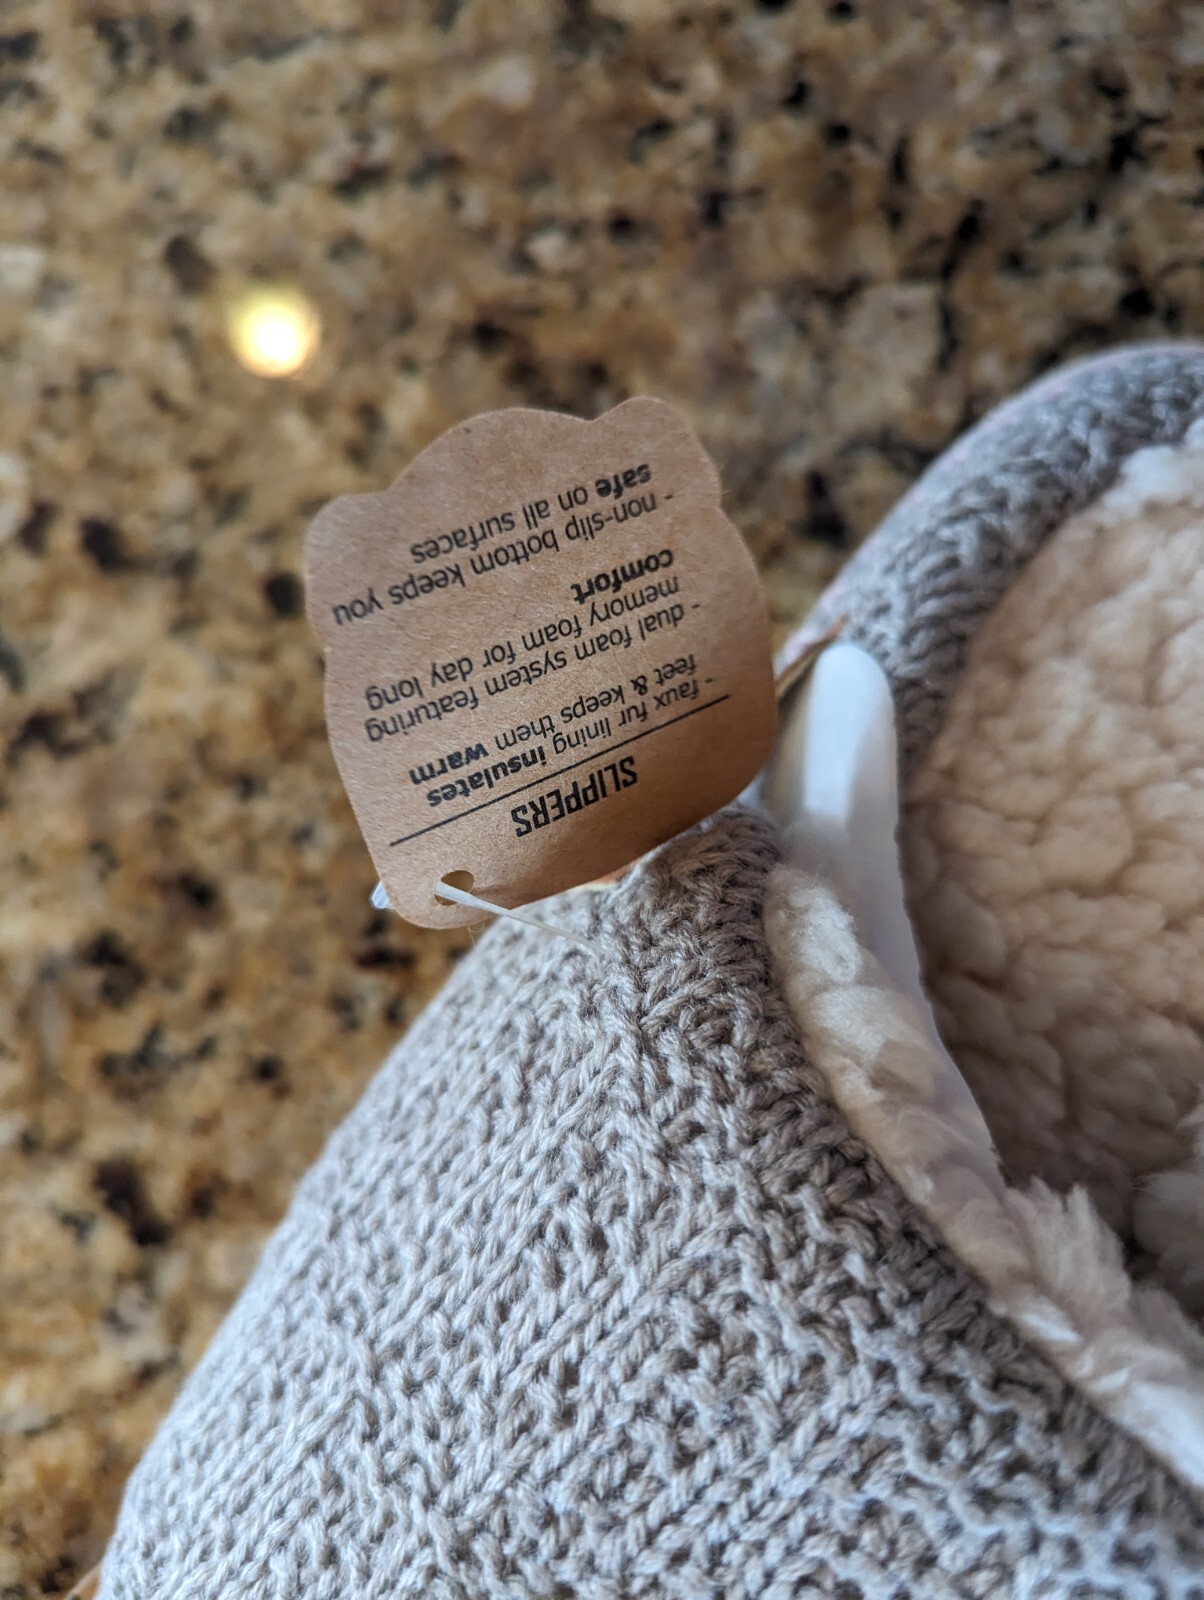 SLIPPERS
- faux fur lining insulates
feet & keeps them warm
- dual foam system featuring
memory foam for day long
comfort
- non-slip bottom keeps you
safe on all surfaces